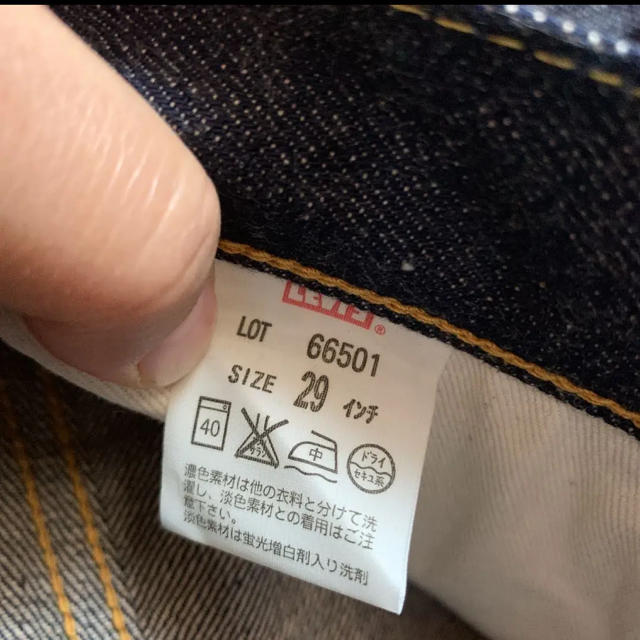 LEVI'S®
LOT 66501
SIZE 29 インチ
40 中 ドライ セキユ系
濃色素材は他の衣料と分けて洗
濯し、淡色素材との着用はご注
意下さい。
淡色素材は蛍光増白剤入り洗剤